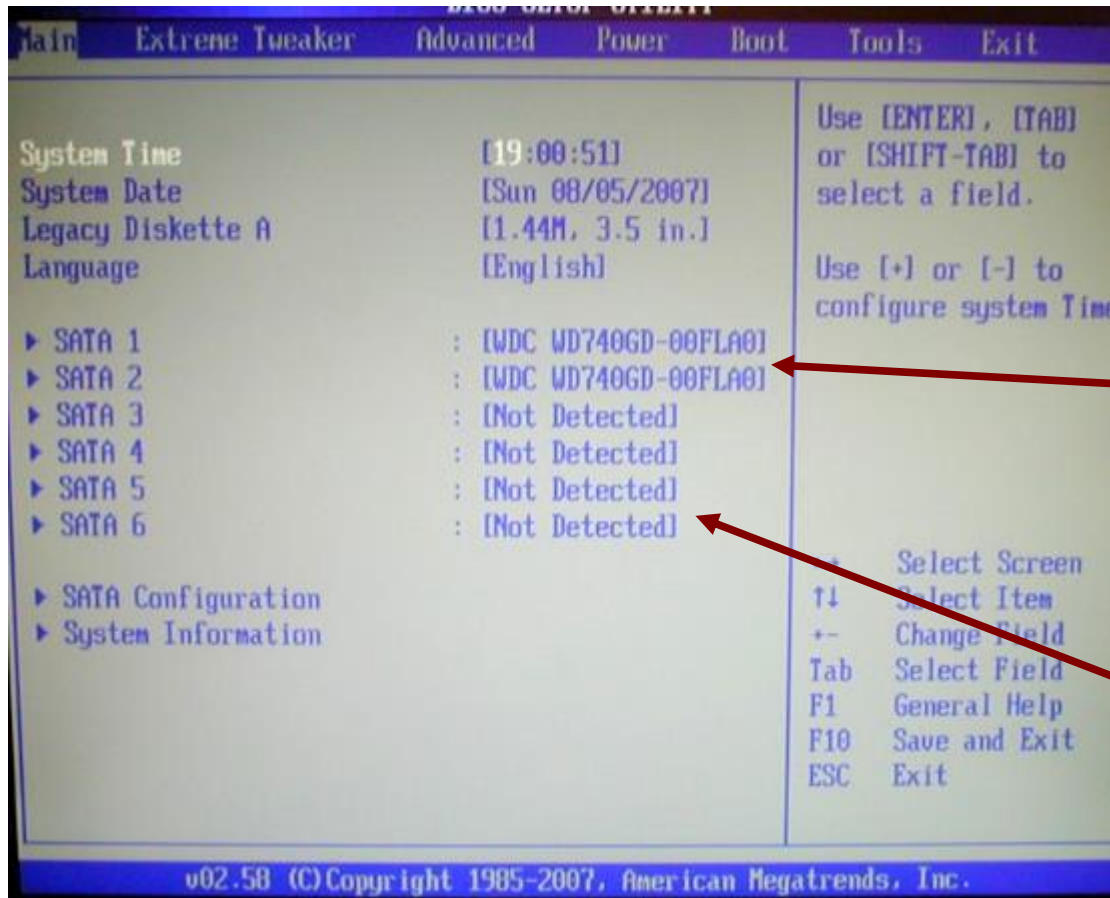 Main Extreme Tweaker Advanced Power Boot Tools Exit
System Time [19:00:51]
System Date [Sun 08/05/2007]
Legacy Diskette A [1.44M, 3.5 in.]
Language [English]
▶ SATA 1 : [WDC WD740GD-00FLA0]
▶ SATA 2 : [WDC WD740GD-00FLA0]
▶ SATA 3 : [Not Detected]
▶ SATA 4 : [Not Detected]
▶ SATA 5 : [Not Detected]
▶ SATA 6 : [Not Detected]
▶ SATA Configuration
▶ System Information
Use [ENTER], [TAB]
or [SHIFT-TAB] to
select a field.
Use [+] or [-] to
configure system Time
Select Screen
↑↓ Select Item
+- Change Field
Tab Select Field
F1 General Help
F10 Save and Exit
ESC Exit
v02.58 (C)Copyright 1985-2007, American Megatrends, Inc.